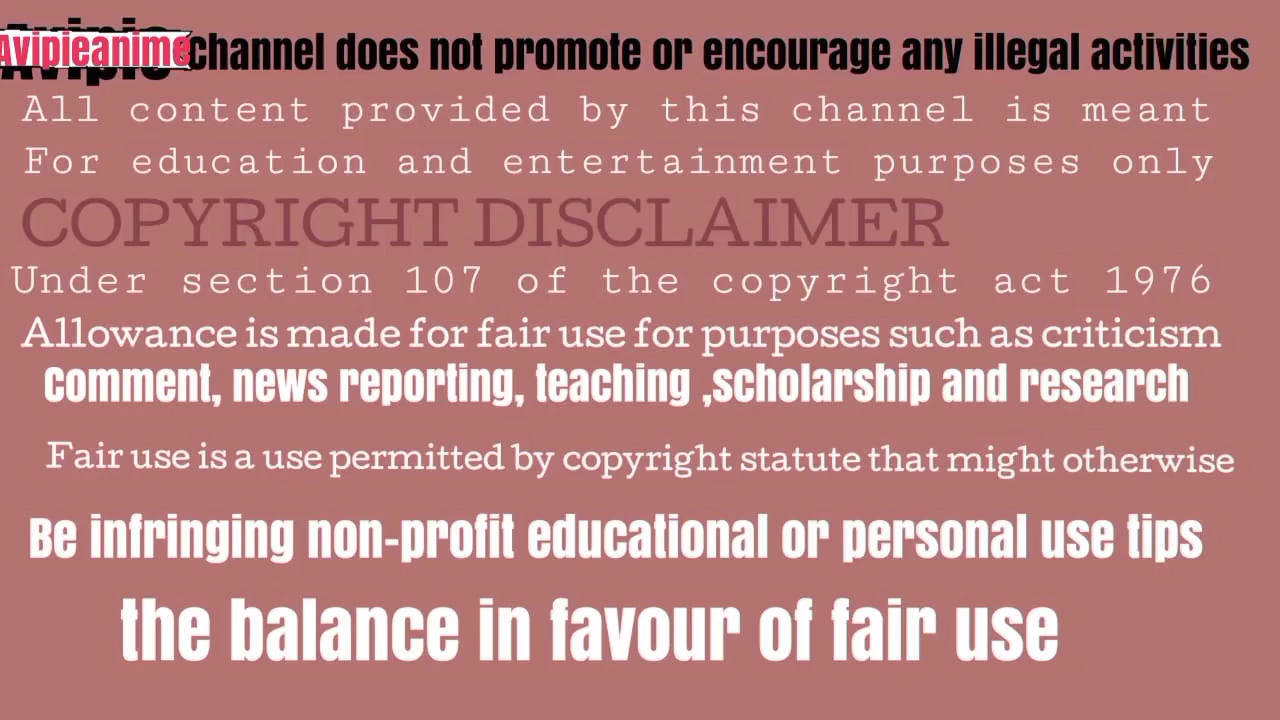 Avipieanime channel does not promote or encourage any illegal activities
All content provided by this channel is meant
For education and entertainment purposes only
COPYRIGHT DISCLAIMER
Under section 107 of the copyright act 1976
Allowance is made for fair use for purposes such as criticism
comment, news reporting, teaching ,scholarship and research
Fair use is a use permitted by copyright statute that might otherwise
Be infringing non-profit educational or personal use tips
the balance in favour of fair use